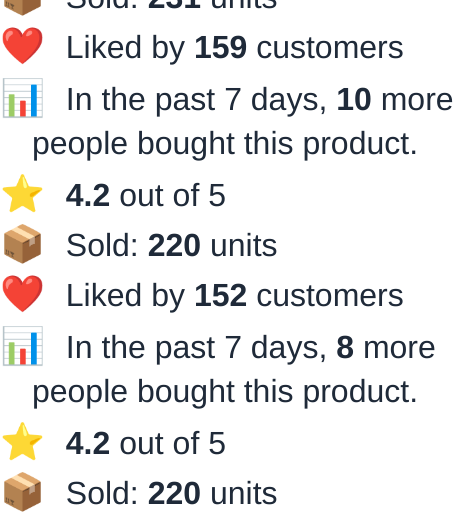 Sold: units
Liked by 159 customers
In the past 7 days, 10 more
people bought this product.
4.2 out of 5
Sold: 220 units
Liked by 152 customers
In the past 7 days, 8 more
people bought this product.
4.2 out of 5
Sold: 220 units